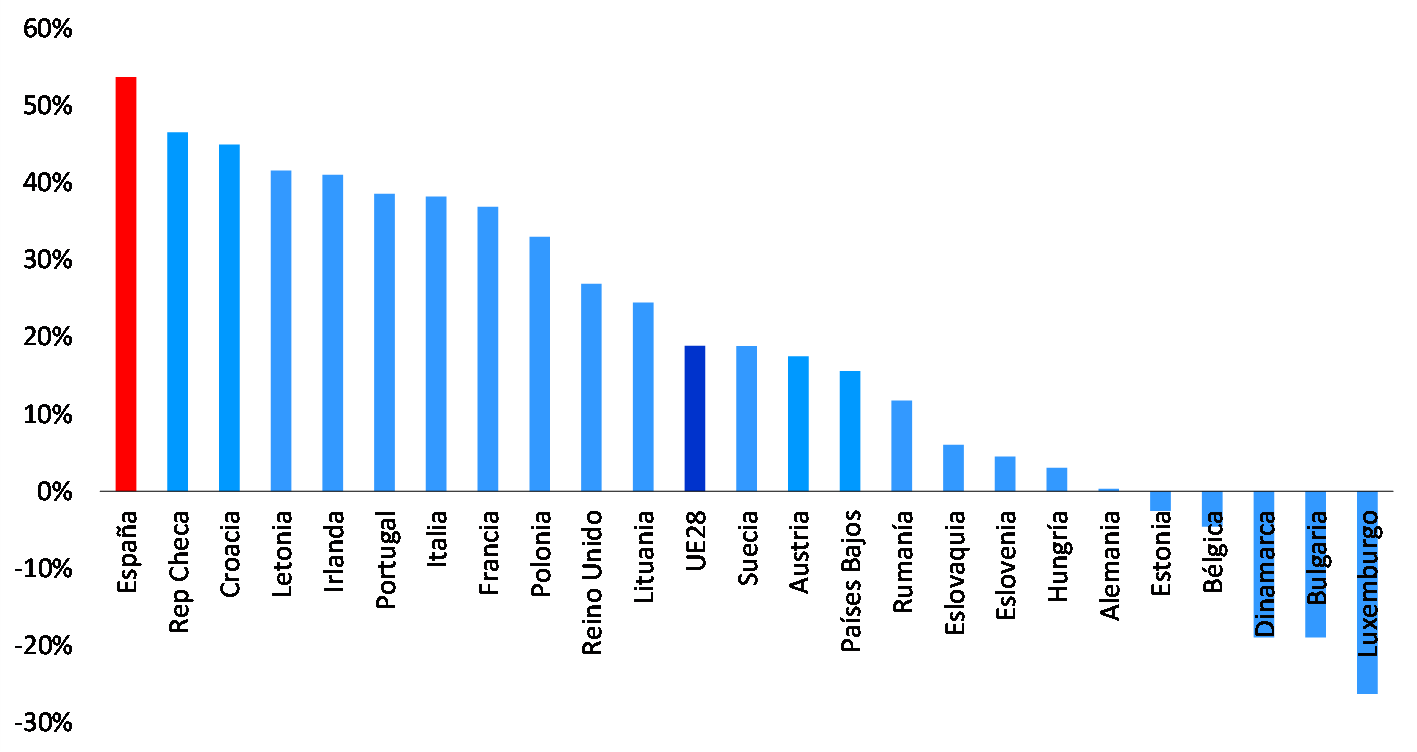 60%
50%
40%
30%
20%
10%
0%
-10%
-20%
-30%
España
Rep Checa
Croacia
Letonia
Irlanda
Portugal
Italia
Francia
Polonia
Reino Unido
Lituania
UE28
Suecia
Austria
Países Bajos
Rumanía
Eslovaquia
Eslovenia
Hungría
Alemania
Estonia
Bélgica
Dinamarca
Bulgaria
Luxemburgo